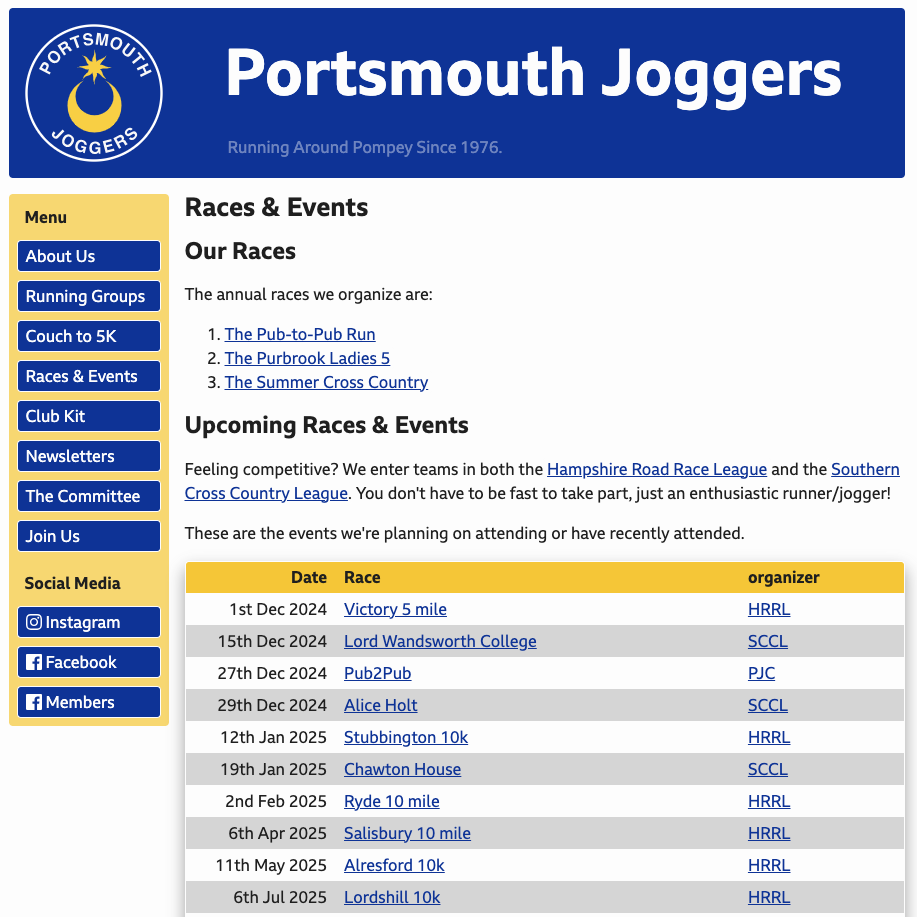 PORTSMOUTH
JOGGERS
Portsmouth Joggers
Running Around Pompey Since 1976.
Menu
About Us
Running Groups
Couch to 5K
Races & Events
Club Kit
Newsletters
The Committee
Join Us
Social Media
Instagram
Facebook
Members
Races & Events
Our Races
The annual races we organize are:
1. The Pub-to-Pub Run
2. The Purbrook Ladies 5
3. The Summer Cross Country
Upcoming Races & Events
Feeling competitive? We enter teams in both the Hampshire Road Race League and the Southern
Cross Country League. You don't have to be fast to take part, just an enthusiastic runner/jogger!
These are the events we're planning on attending or have recently attended.
Date Race organizer
1st Dec 2024 Victory 5 mile HRRL
15th Dec 2024 Lord Wandsworth College SCCL
27th Dec 2024 Pub2Pub PJC
29th Dec 2024 Alice Holt SCCL
12th Jan 2025 Stubbington 10k HRRL
19th Jan 2025 Chawton House SCCL
2nd Feb 2025 Ryde 10 mile HRRL
6th Apr 2025 Salisbury 10 mile HRRL
11th May 2025 Alresford 10k HRRL
6th Jul 2025 Lordshill 10k HRRL